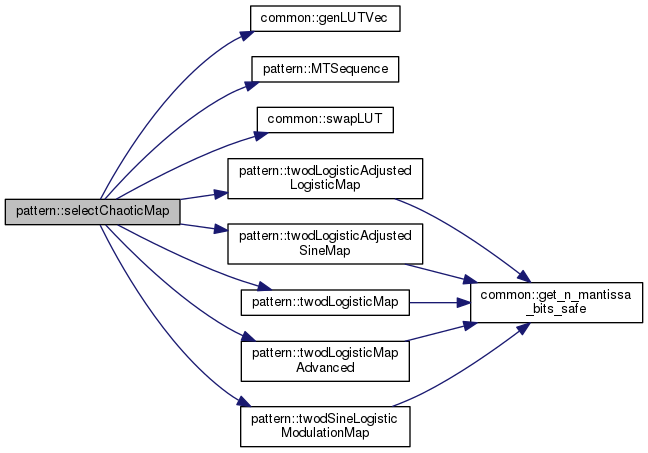 common::genLUTVec
pattern::MTSequence
common::swapLUT
pattern::twodLogisticAdjusted
LogisticMap
pattern::selectChaoticMap
pattern::twodLogisticAdjusted
SineMap
common::get_n_mantissa
_bits_safe
pattern::twodLogisticMap
pattern::twodLogisticMap
Advanced
pattern::twodSineLogistic
ModulationMap